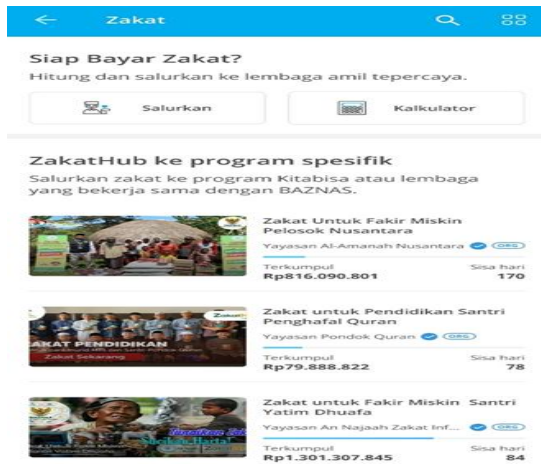 Zakat
Siap Bayar Zakat?
Hitung dan salurkan ke lembaga amil tepercaya.
Salurkan
Kalkulator
ZakatHub ke program spesifik
Salurkan zakat ke program Kitabisa atau lembaga
yang bekerja sama dengan BAZNAS.
Zakat Untuk Fakir Miskin
Pelosok Nusantara
Yayasan Al-Amanah Nusantara ORG
Terkumpul Sisa hari
Rp816.090.801 170
AKAT PENDIDIKAN
Zakat Sekarang
Zakat untuk Pendidikan Santri
Penghafal Quran
Yayasan Pondok Quran ORG
Terkumpul Sisa hari
Rp79.888.822 78
Sucikan Harta!
Zakat untuk Fakir Miskin Santri
Yatim Dhuafa
Yayasan An Najaah Zakat Inf... ORG
Terkumpul Sisa hari
Rp1.301.307.845 84